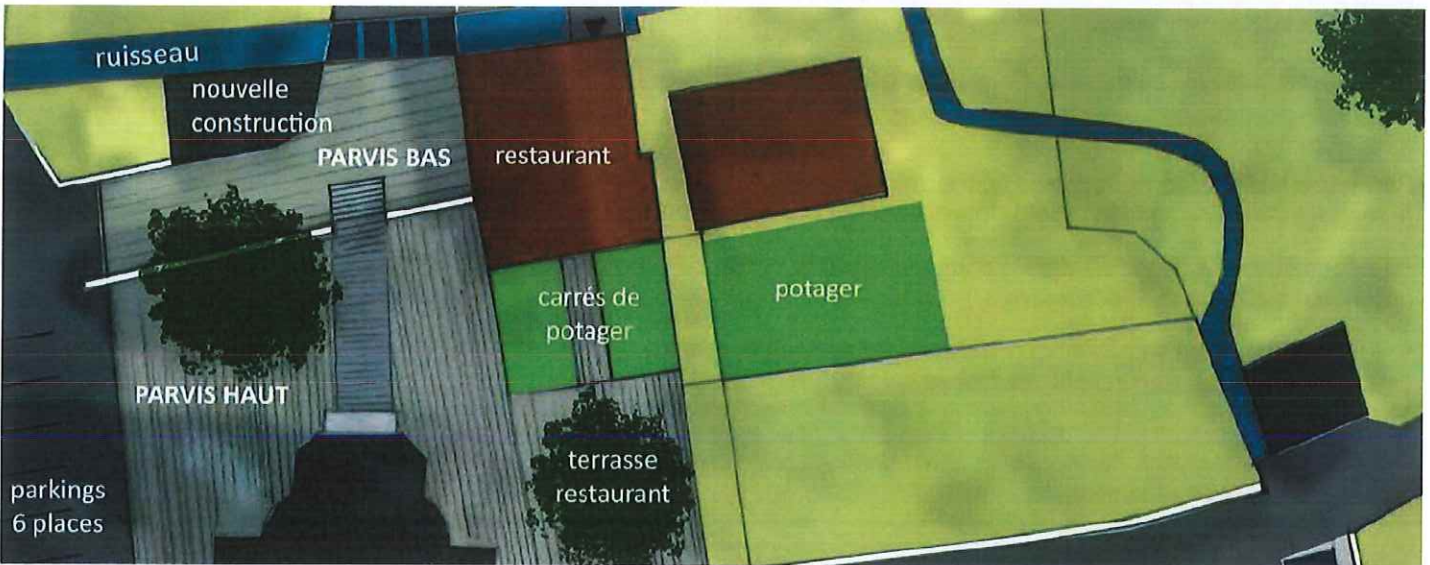 ruisseau
nouvelle
construction
PARVIS BAS
restaurant
carrés de
potager
potager
PARVIS HAUT
terrasse
restaurant
parkings
6 places